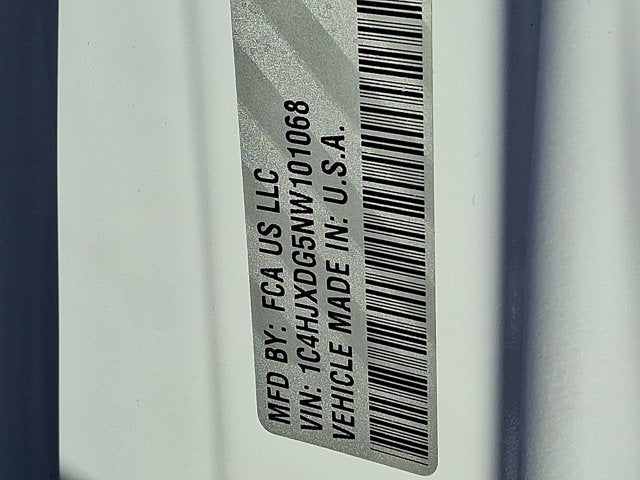 MFD BY: FCA US LLC
VIN: 1C4HJXDG5NW101068
VEHICLE MADE IN: U.S.A.